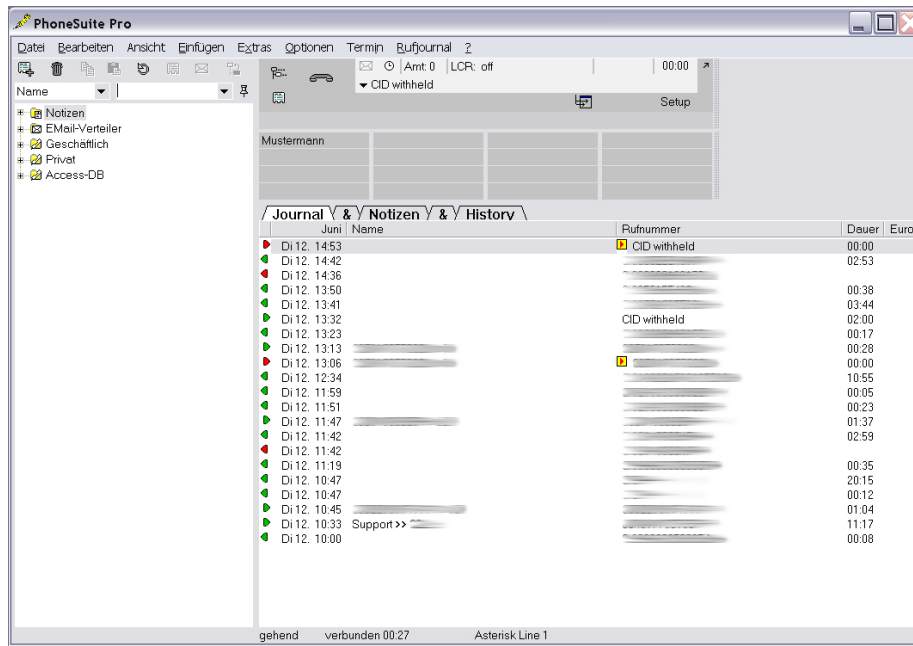 PhoneSuite Pro
Datei Bearbeiten Ansicht Einfügen Extras Optionen Termin Rufjournal ?
Amt: 0 LCR: off 00:00
Name CID withheld
Setup
Notizen
EMail-Verteiler
Geschäftlich
Privat
Access-DB
Mustermann
Journal & Notizen & History
Juni Name Rufnummer Dauer Euro
Di 12. 14:53 CID withheld 00:00
Di 12. 14:42 02:53
Di 12. 14:36
Di 12. 13:50 00:38
Di 12. 13:41 03:44
Di 12. 13:32 CID withheld 02:00
Di 12. 13:23 00:17
Di 12. 13:13 00:28
Di 12. 13:06 00:00
Di 12. 12:34 10:55
Di 12. 11:59 00:05
Di 12. 11:51 00:23
Di 12. 11:47 01:37
Di 12. 11:42 02:59
Di 12. 11:42
Di 12. 11:19 00:35
Di 12. 10:47 20:15
Di 12. 10:47 00:12
Di 12. 10:45 01:04
Di 12. 10:33 Support >> 11:17
Di 12. 10:00 00:08
gehend verbunden 00:27 Asterisk Line 1